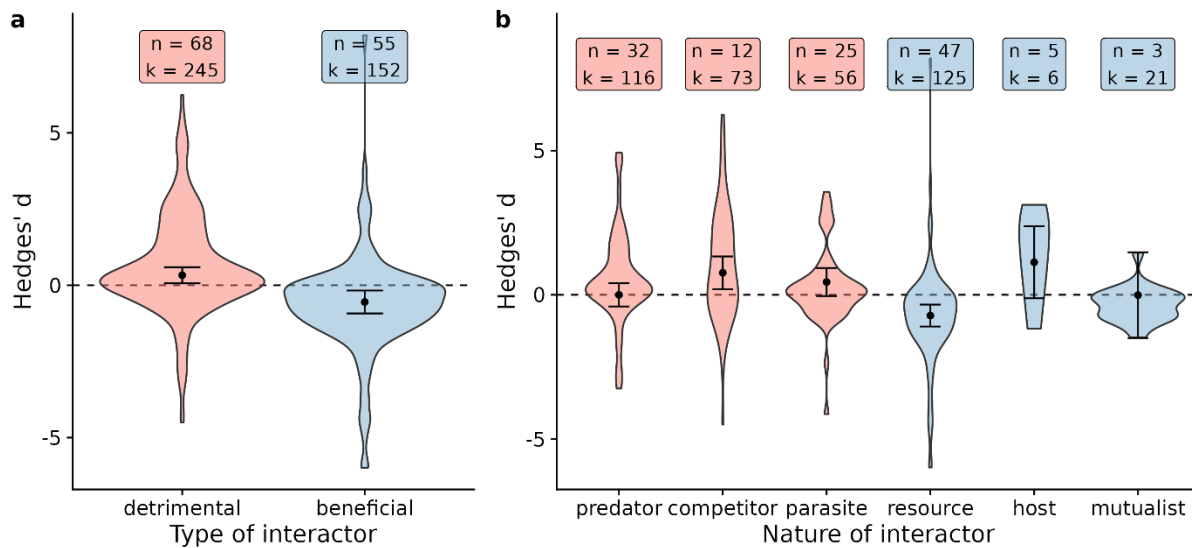 a
n = 68
k = 245
n = 55
k = 152
5
0
-5
Hedges' d
detrimental
beneficial
Type of interactor
b
n = 32
k = 116
n = 12
k = 73
n = 25
k = 56
n = 47
k = 125
n = 5
k = 6
n = 3
k = 21
5
0
-5
Hedges' d
predator
competitor
parasite
resource
host
mutualist
Nature of interactor